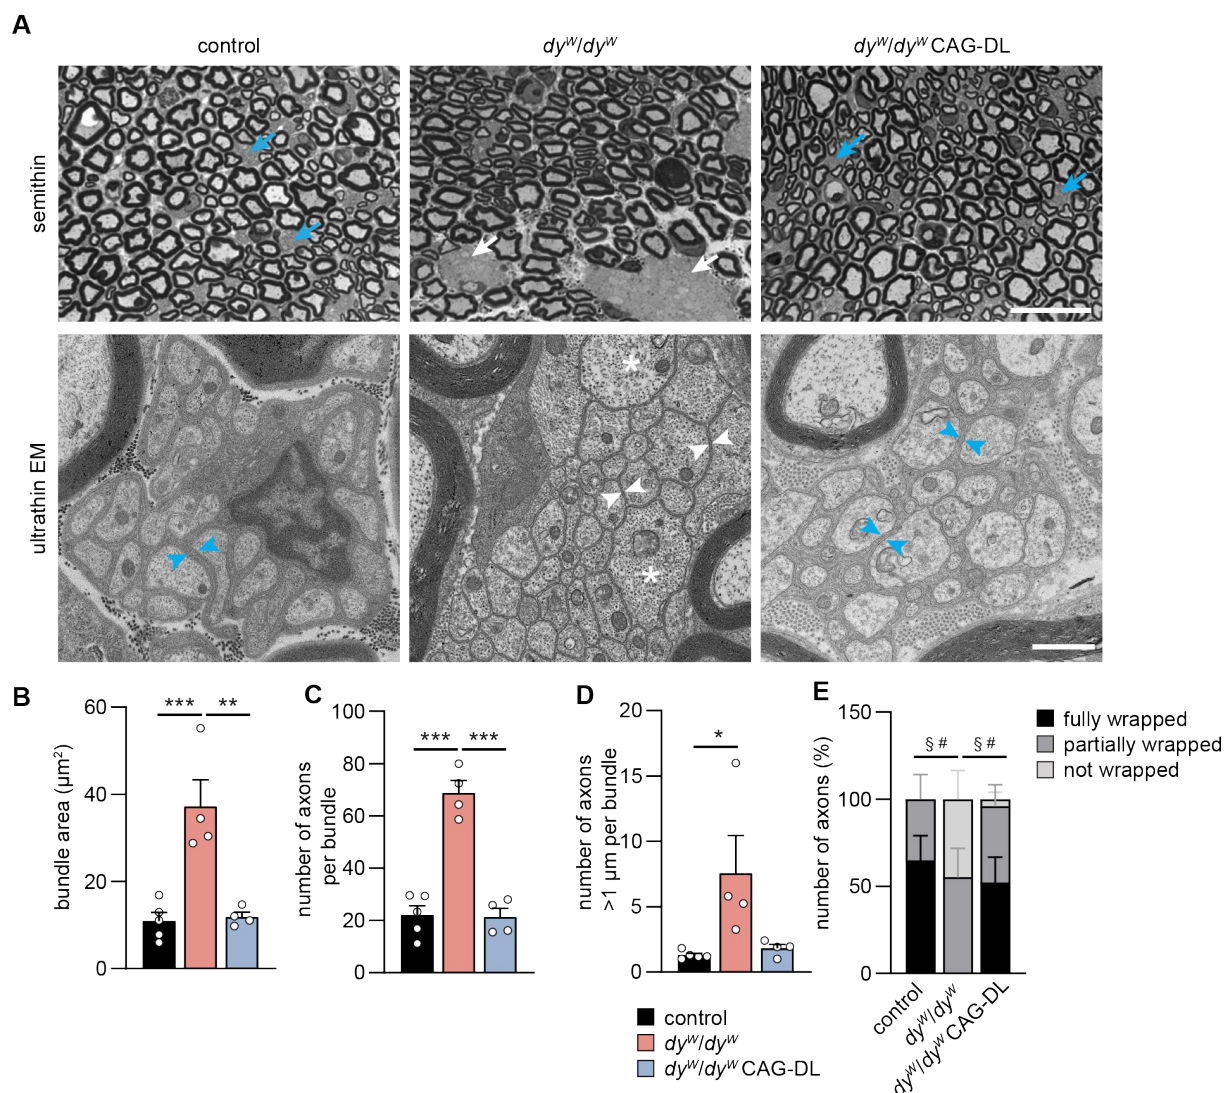 A
control
dyᵂ/dyᵂ
dyᵂ/dyᵂ CAG-DL
semithin
ultrathin EM
*
*
B
bundle area (µm²)
60
40
20
0
***
**
C
number of axons
per bundle
100
80
60
40
20
0
***
***
D
number of axons
>1 µm per bundle
20
15
10
5
0
*
control
dyᵂ/dyᵂ
dyᵂ/dyᵂ CAG-DL
E
number of axons (%)
150
100
50
0
§ #
§ #
control
dyᵂ/dyᵂ
dyᵂ/dyᵂ CAG-DL
fully wrapped
partially wrapped
not wrapped